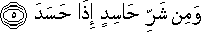 وَمِن شَرِّ حَاسِدٍ إِذَا حَسَدَ ۝٥